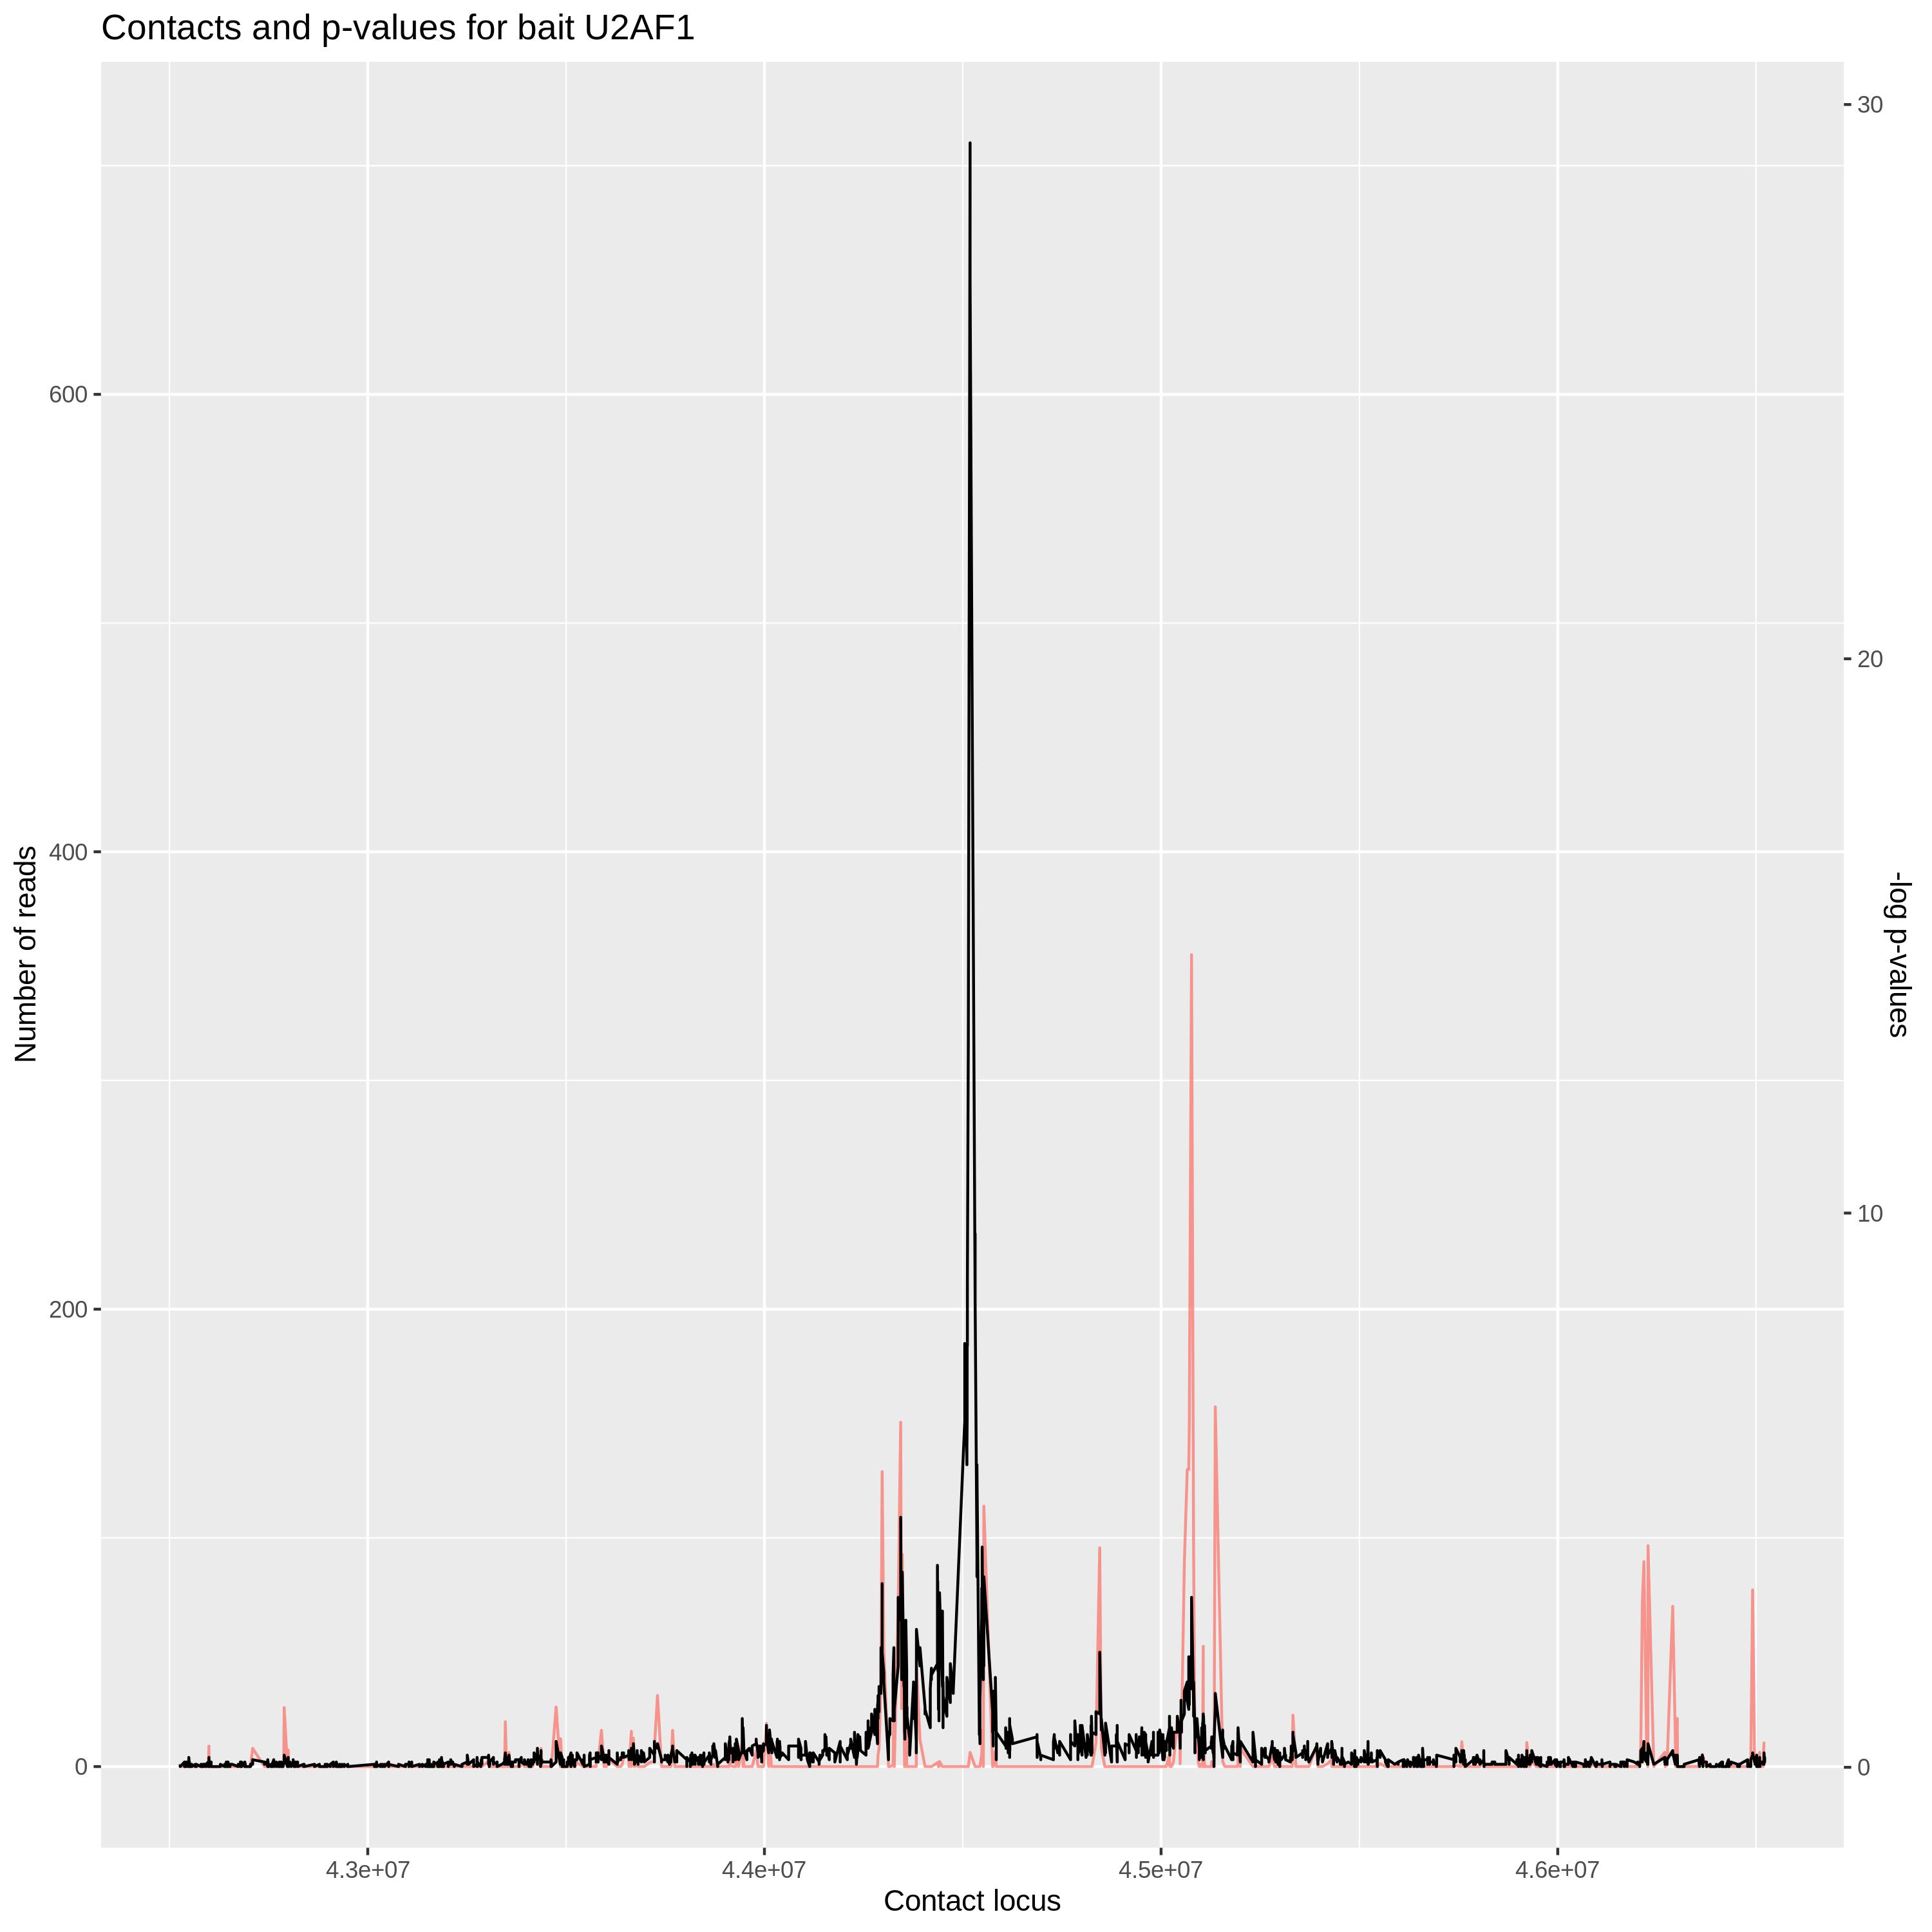 Contacts and p-values for bait U2AF1
30
600
20
400
Number of reads
-log p-values
10
200
0
0
4.3e+07
4.4e+07
4.5e+07
4.6e+07
Contact locus